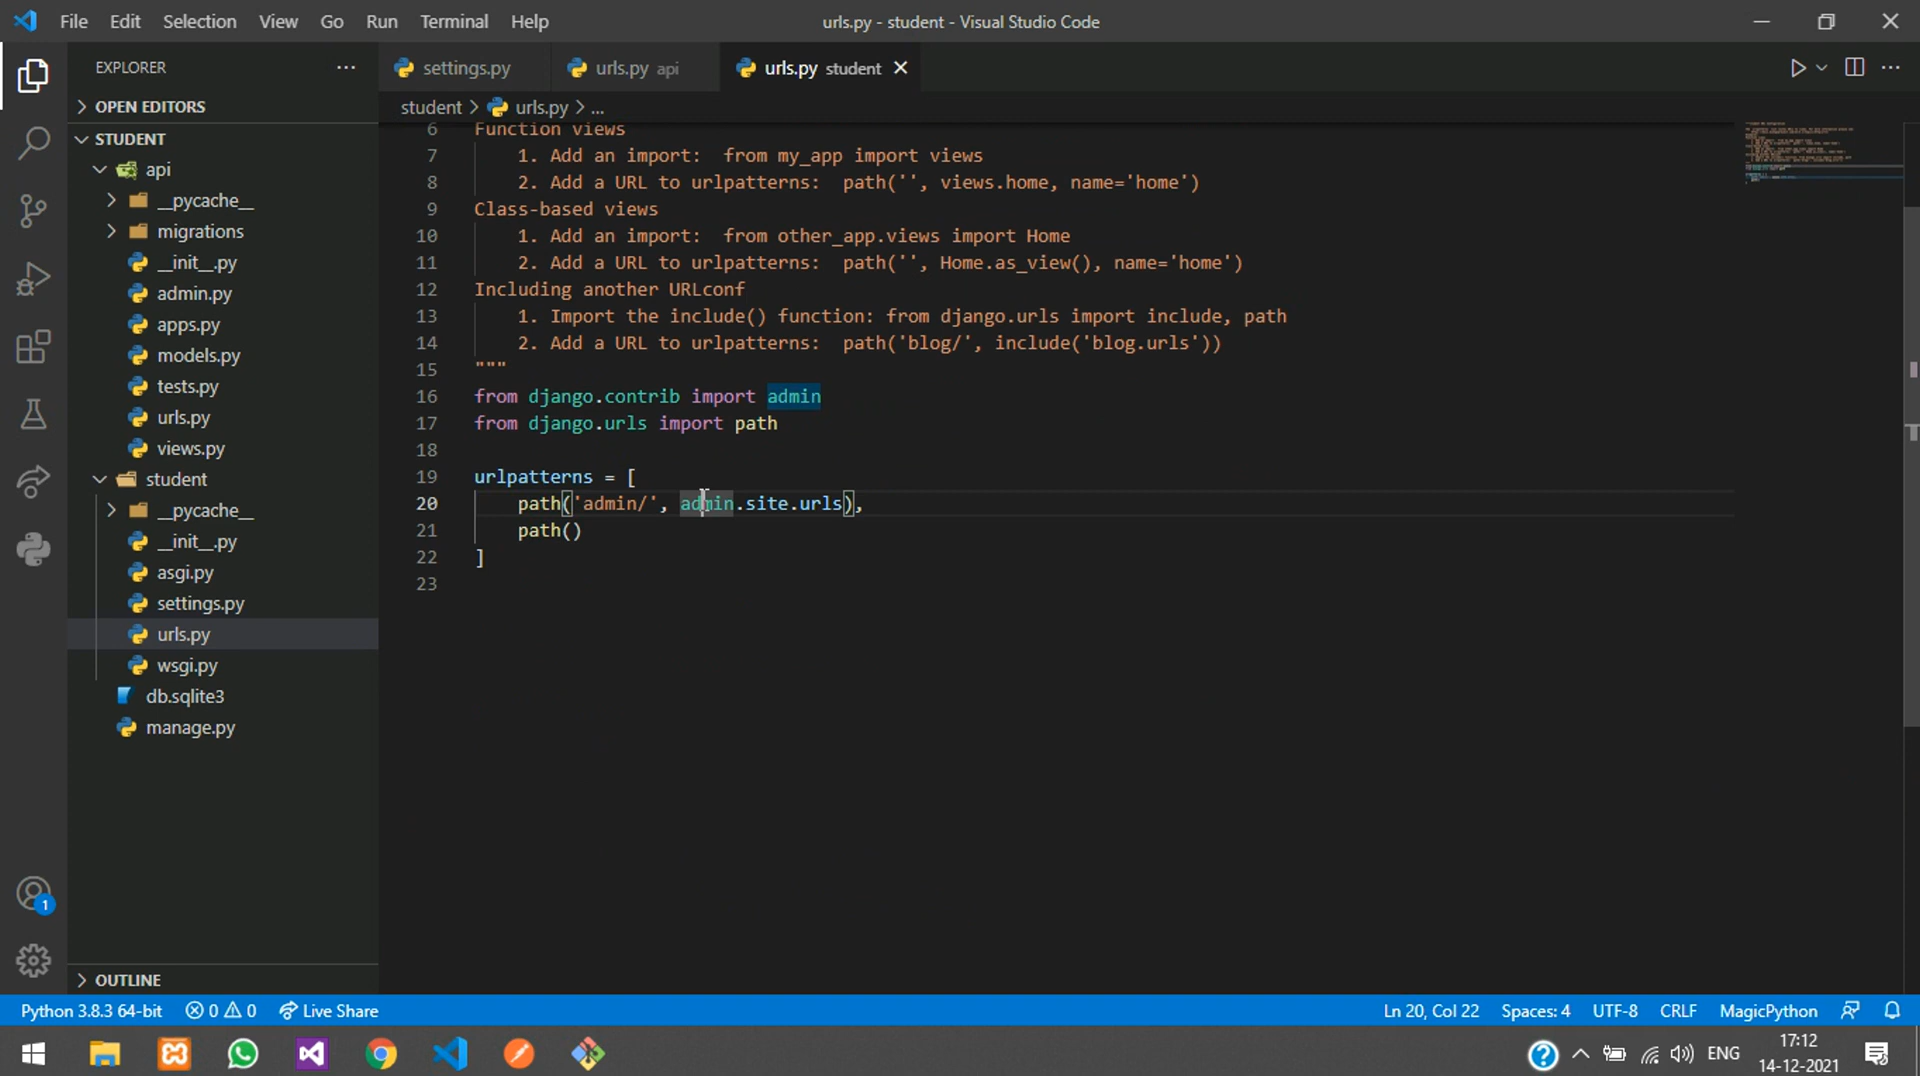 File Edit Selection View Go Run Terminal Help
urls.py - student - Visual Studio Code
EXPLORER
settings.py
urls.py api
urls.py student
OPEN EDITORS
student > urls.py > ...
STUDENT
api
__pycache__
migrations
__init__.py
admin.py
apps.py
models.py
tests.py
urls.py
views.py
student
__pycache__
__init__.py
asgi.py
settings.py
urls.py
wsgi.py
db.sqlite3
manage.py
OUTLINE
6 Function views
7 1. Add an import:  from my_app import views
8 2. Add a URL to urlpatterns:  path('', views.home, name='home')
9 Class-based views
10 1. Add an import:  from other_app.views import Home
11 2. Add a URL to urlpatterns:  path('', Home.as_view(), name='home')
12 Including another URLconf
13 1. Import the include() function: from django.urls import include, path
14 2. Add a URL to urlpatterns:  path('blog/', include('blog.urls'))
15 """
16 from django.contrib import admin
17 from django.urls import path
18
19 urlpatterns = [
20 path('admin/', admin.site.urls),
21 path()
22 ]
23
1
Python 3.8.3 64-bit 0 0 Live Share
Ln 20, Col 22 Spaces: 4 UTF-8 CRLF MagicPython
ENG
17:12
14-12-2021